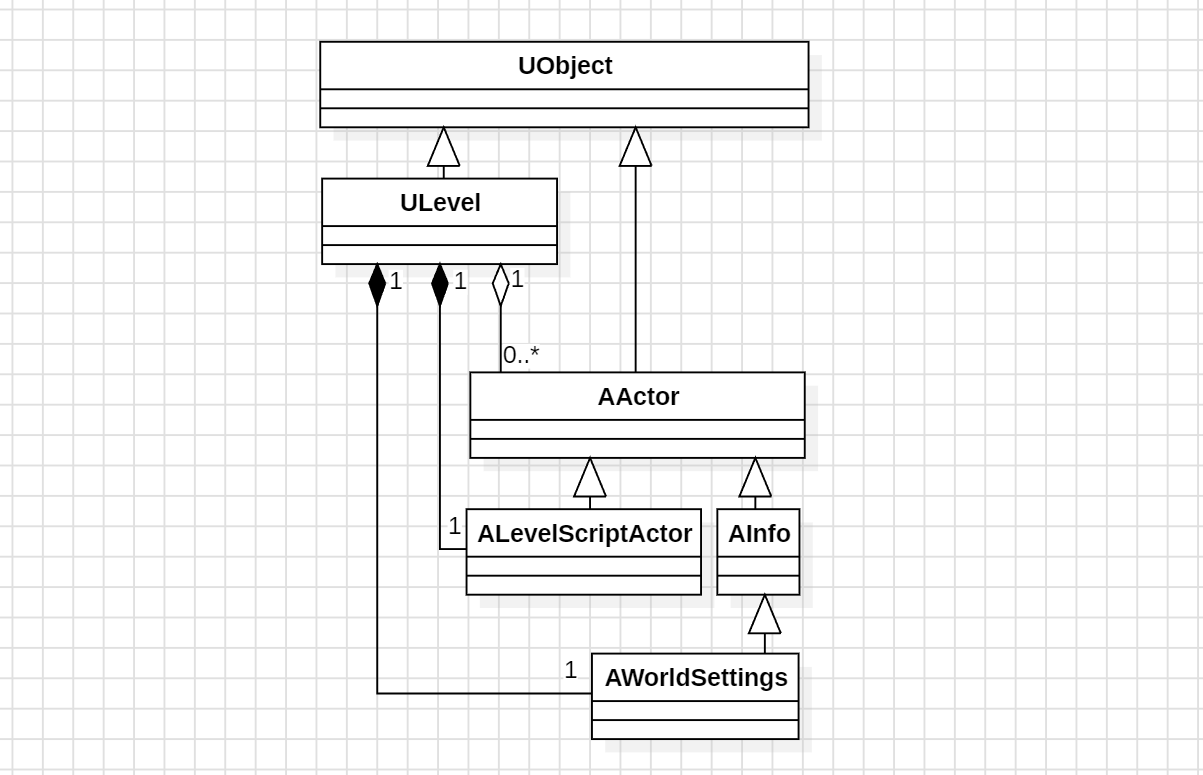 UObject
ULevel
1
1
1
0..*
AActor
1
ALevelScriptActor
AInfo
1
AWorldSettings